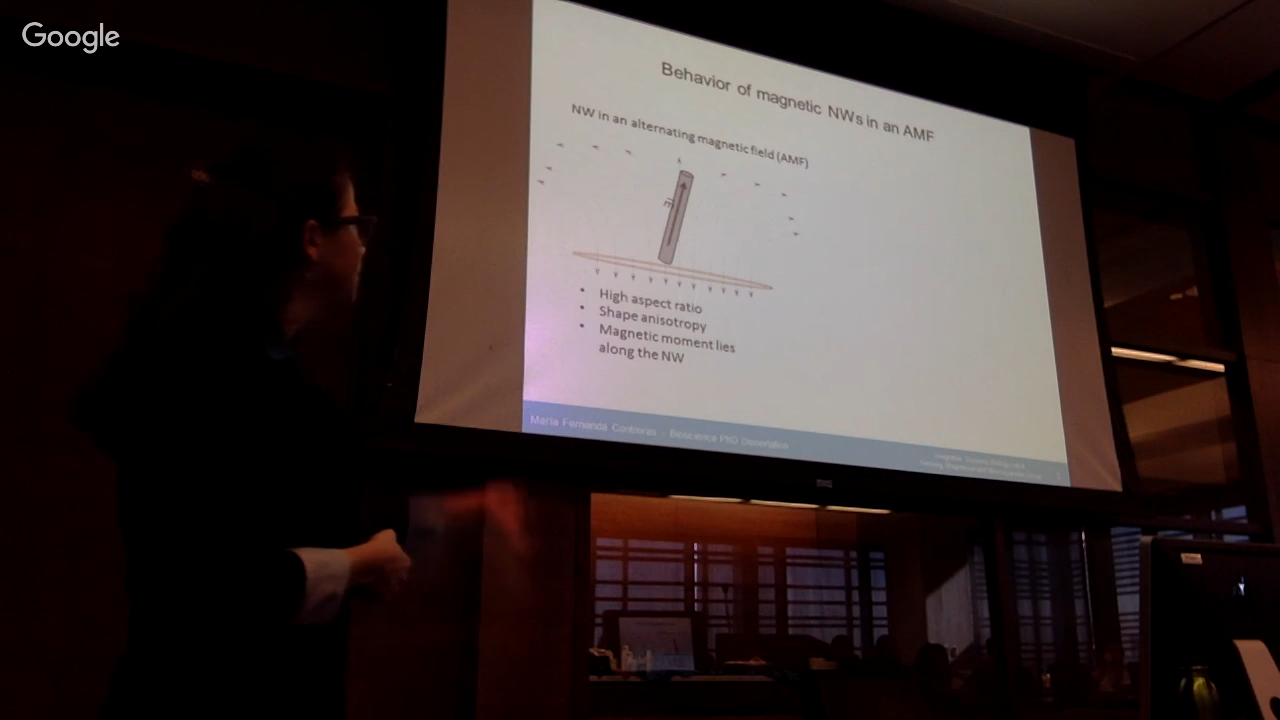 Google
Behavior of magnetic NWs in an AMF
NW in an alternating magnetic field (AMF)
m
• High aspect ratio
• Shape anisotropy
• Magnetic moment lies
along the NW
Maria Fernanda Contreras - Bioscience PhD Dissertation